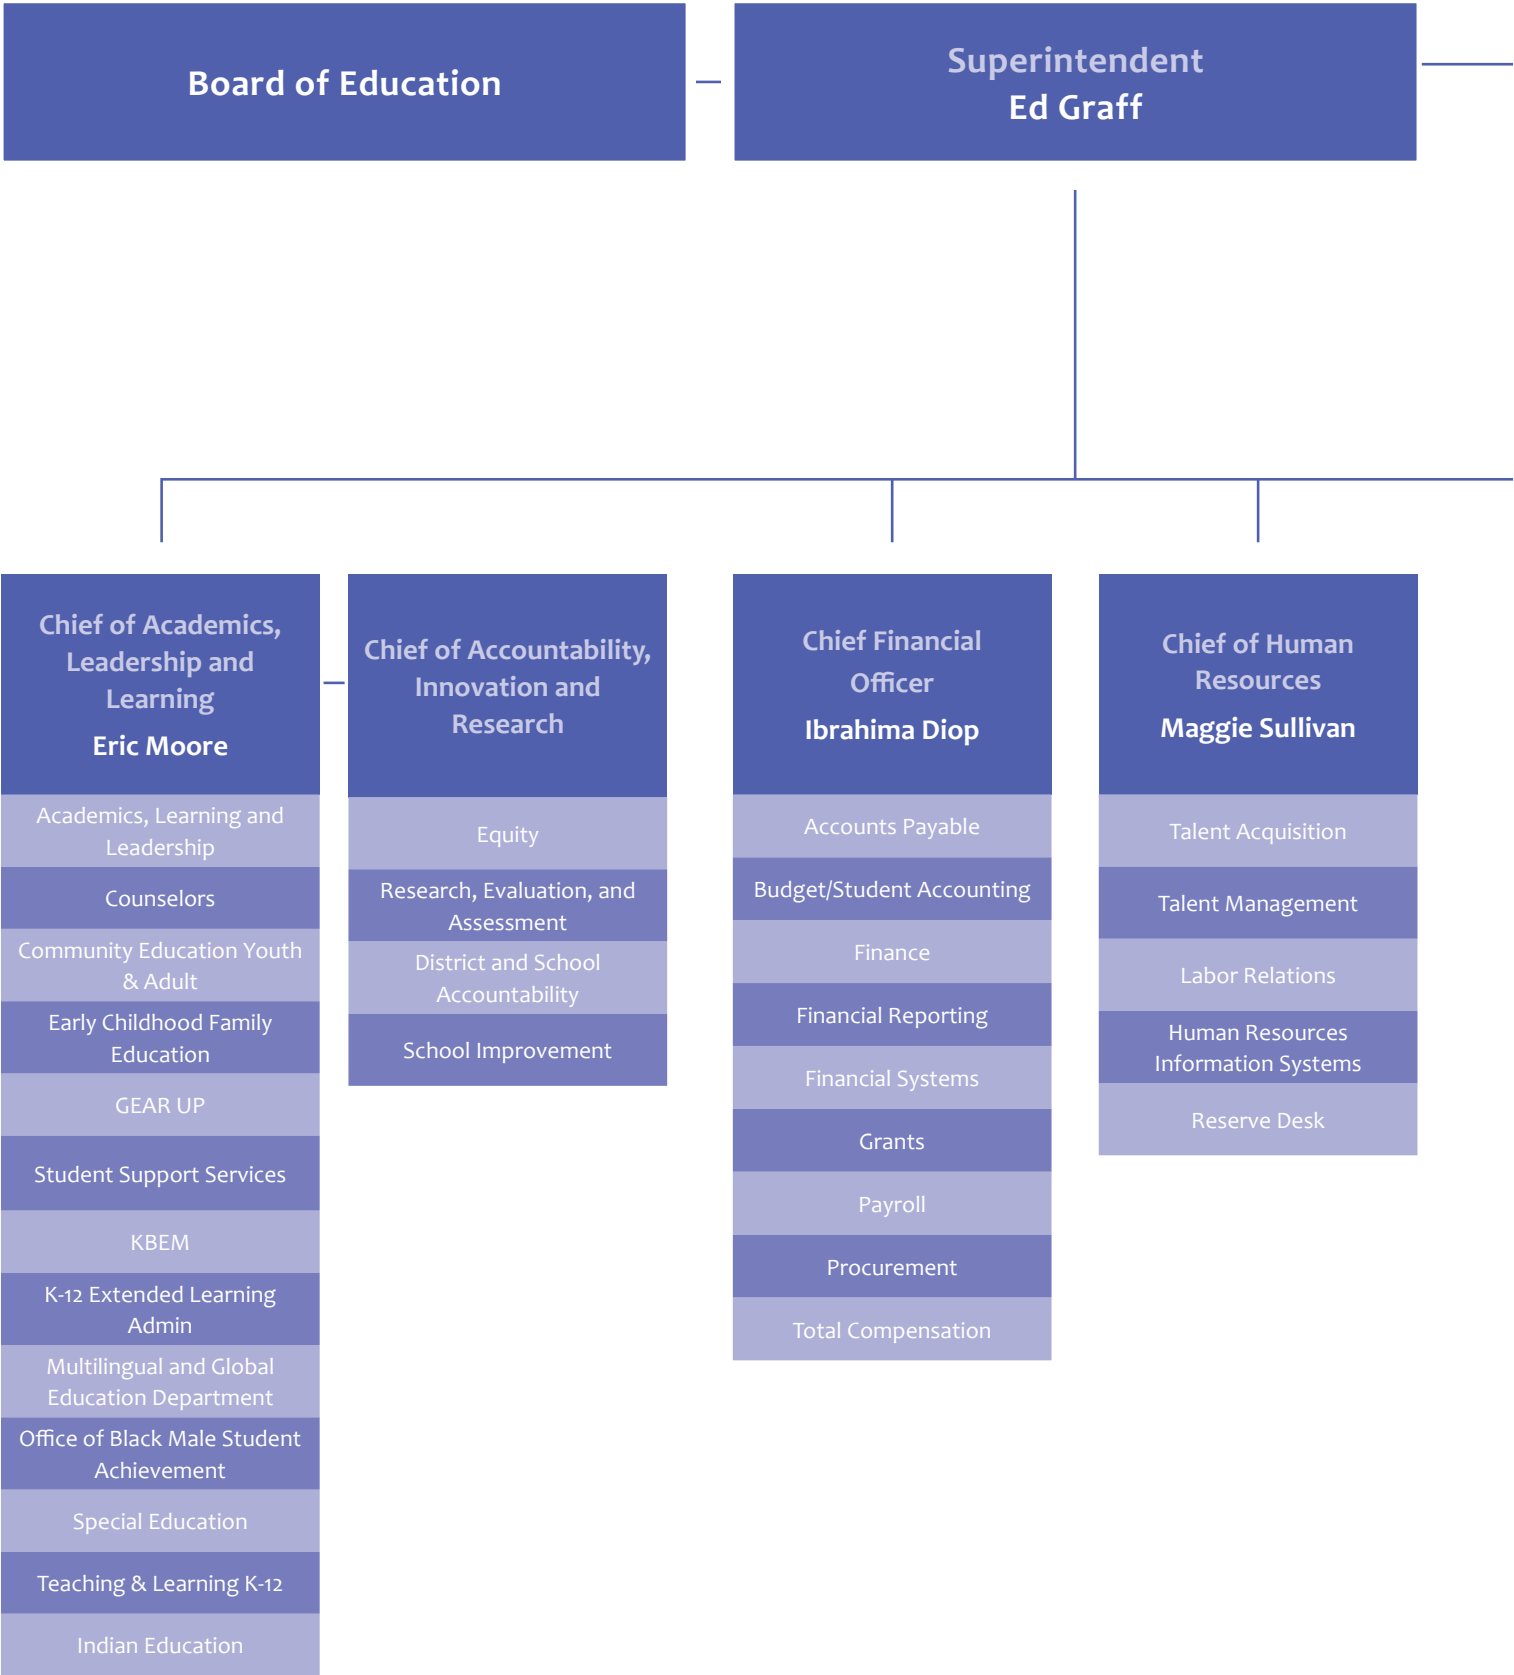 Board of Education
Superintendent
Ed Graff
Chief of Academics,
Leadership and
Learning
Eric Moore
Academics, Learning and
Leadership
Counselors
Community Education Youth
& Adult
Early Childhood Family
Education
GEAR UP
Student Support Services
KBEM
K-12 Extended Learning
Admin
Multilingual and Global
Education Department
Office of Black Male Student
Achievement
Special Education
Teaching & Learning K-12
Indian Education
Chief of Accountability,
Innovation and
Research
Equity
Research, Evaluation, and
Assessment
District and School
Accountability
School Improvement
Chief Financial
Officer
Ibrahima Diop
Accounts Payable
Budget/Student Accounting
Finance
Financial Reporting
Financial Systems
Grants
Payroll
Procurement
Total Compensation
Chief of Human
Resources
Maggie Sullivan
Talent Acquisition
Talent Management
Labor Relations
Human Resources
Information Systems
Reserve Desk